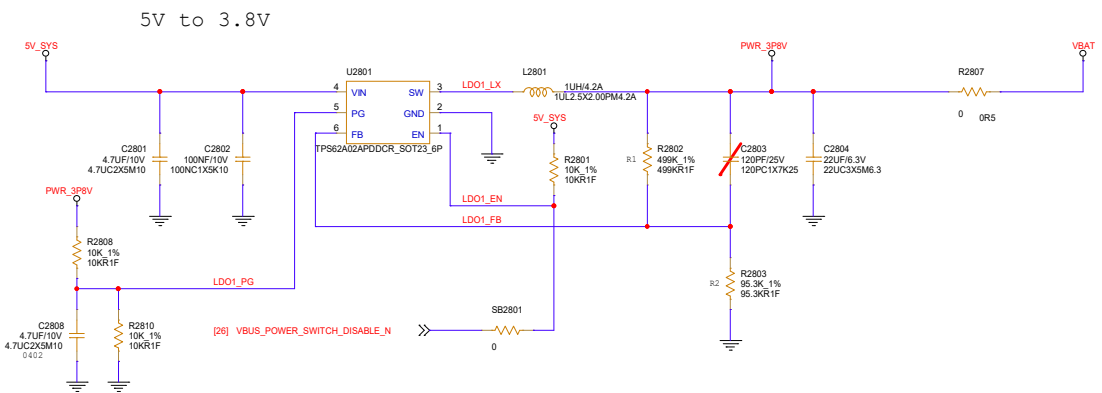 5V to 3.8V
5V_SYS
PWR_3P8V
VBAT
U2801
L2801
R2807
4 VIN SW 3
LDO1_LX
1UH/4.2A
1UL2.5X2.00PM4.2A
5 PG GND 2
0 0R5
6 FB EN 1
5V_SYS
TPS62A02APDDCR_SOT23_6P
C2801
4.7UF/10V
4.7UC2X5M10
C2802
100NF/10V
100NC1X5K10
R2801
10K_1%
10KR1F
R1
R2802
499K_1%
499KR1F
C2803
120PF/25V
120PC1X7K25
C2804
22UF/6.3V
22UC3X5M6.3
PWR_3P8V
LDO1_EN
LDO1_FB
R2808
10K_1%
10KR1F
LDO1_PG
R2
R2803
95.3K_1%
95.3KR1F
SB2801
0
C2808
4.7UF/10V
4.7UC2X5M10
0402
R2810
10K_1%
10KR1F
[26] VBUS_POWER_SWITCH_DISABLE_N